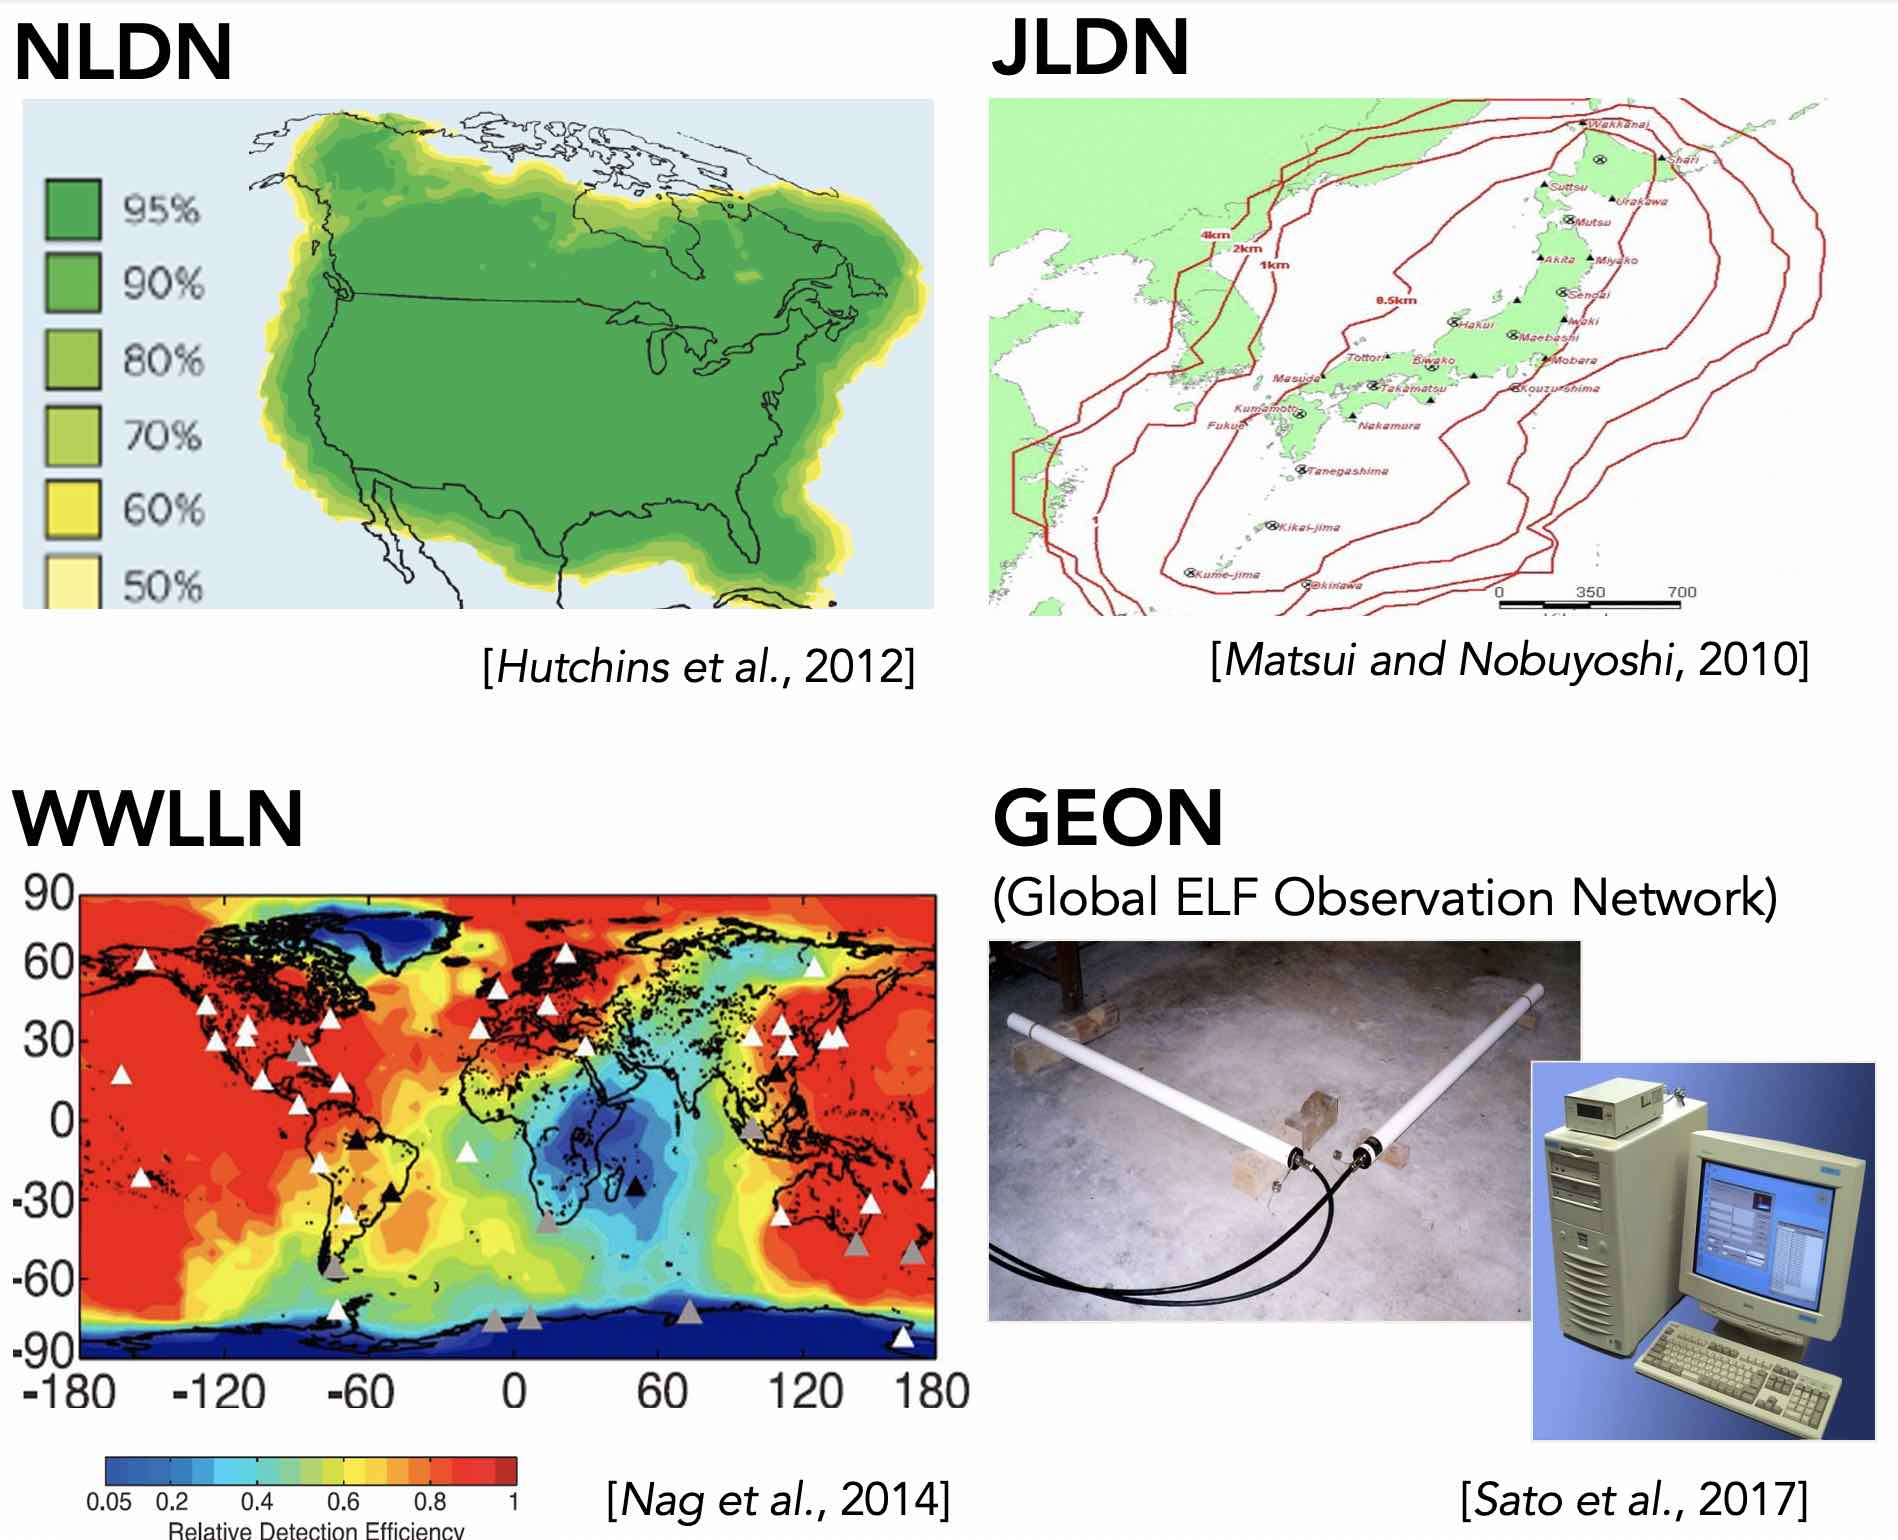 NLDN
95%
90%
80%
70%
60%
50%
[Hutchins et al., 2012]
JLDN
Wakkanai
Shari
Suttsu
Urakawa
Mutsu
Akita
Miyako
4km
2km
1km
0.5km
Sendai
Hakui
Iwaki
Maebashi
Tottori
Biwako
Mobara
Masuda
Takamatsu
Kouzu-shima
Kumamoto
Fukue
Nakamura
Tanegashima
1
Kikai-jima
Kume-jima
Okinawa
0 350 700
[Matsui and Nobuyoshi, 2010]
WWLLN
90
60
30
0
-30
-60
-90
-180 -120 -60 0 60 120 180
0.05 0.2 0.4 0.6 0.8 1
Relative Detection Efficiency
[Nag et al., 2014]
GEON
(Global ELF Observation Network)
[Sato et al., 2017]